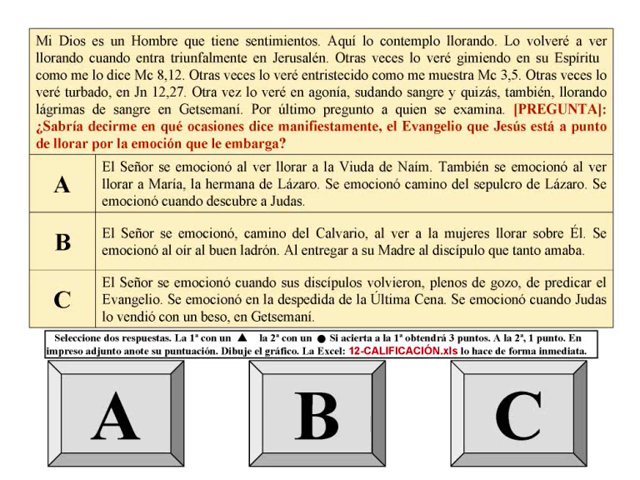 Mi Dios es un Hombre que tiene sentimientos. Aquí lo contemplo llorando. Lo volveré a ver
llorando cuando entra triunfalmente en Jerusalén. Otras veces lo veré gimiendo en su Espíritu
como me lo dice Mc 8,12. Otras veces lo veré entristecido como me muestra Mc 3,5. Otras veces lo
veré turbado, en Jn 12,27. Otra vez lo veré en agonía, sudando sangre y quizás, también, llorando
lágrimas de sangre en Getsemaní. Por último pregunto a quien se examina. [PREGUNTA]:
¿Sabría decirme en qué ocasiones dice manifiestamente, el Evangelio que Jesús está a punto
de llorar por la emoción que le embarga?
A
El Señor se emocionó al ver llorar a la Viuda de Naím. También se emocionó al ver
llorar a María, la hermana de Lázaro. Se emocionó camino del sepulcro de Lázaro. Se
emocionó cuando descubre a Judas.
B
El Señor se emocionó, camino del Calvario, al ver a la mujeres llorar sobre Él. Se
emocionó al oír al buen ladrón. Al entregar a su Madre al discípulo que tanto amaba.
C
El Señor se emocionó cuando sus discípulos volvieron, plenos de gozo, de predicar el
Evangelio. Se emocionó en la despedida de la Última Cena. Se emocionó cuando Judas
lo vendió con un beso, en Getsemaní.
Seleccione dos respuestas. La 1ª con un ▲ la 2ª con un ● Si acierta a la 1ª obtendrá 3 puntos. A la 2ª, 1 punto. En
impreso adjunto anote su puntuación. Dibuje el gráfico. La Excel: 12-CALIFICACIÓN.xls lo hace de forma inmediata.
A B C